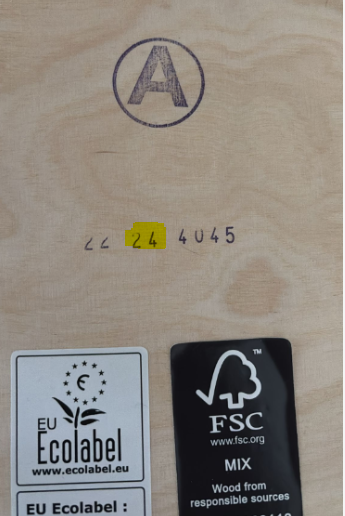 A
22 24 4045
EU
Ecolabel
www.ecolabel.eu
EU Ecolabel :
TM
FSC
www.fsc.org
MIX
Wood from
responsible sources